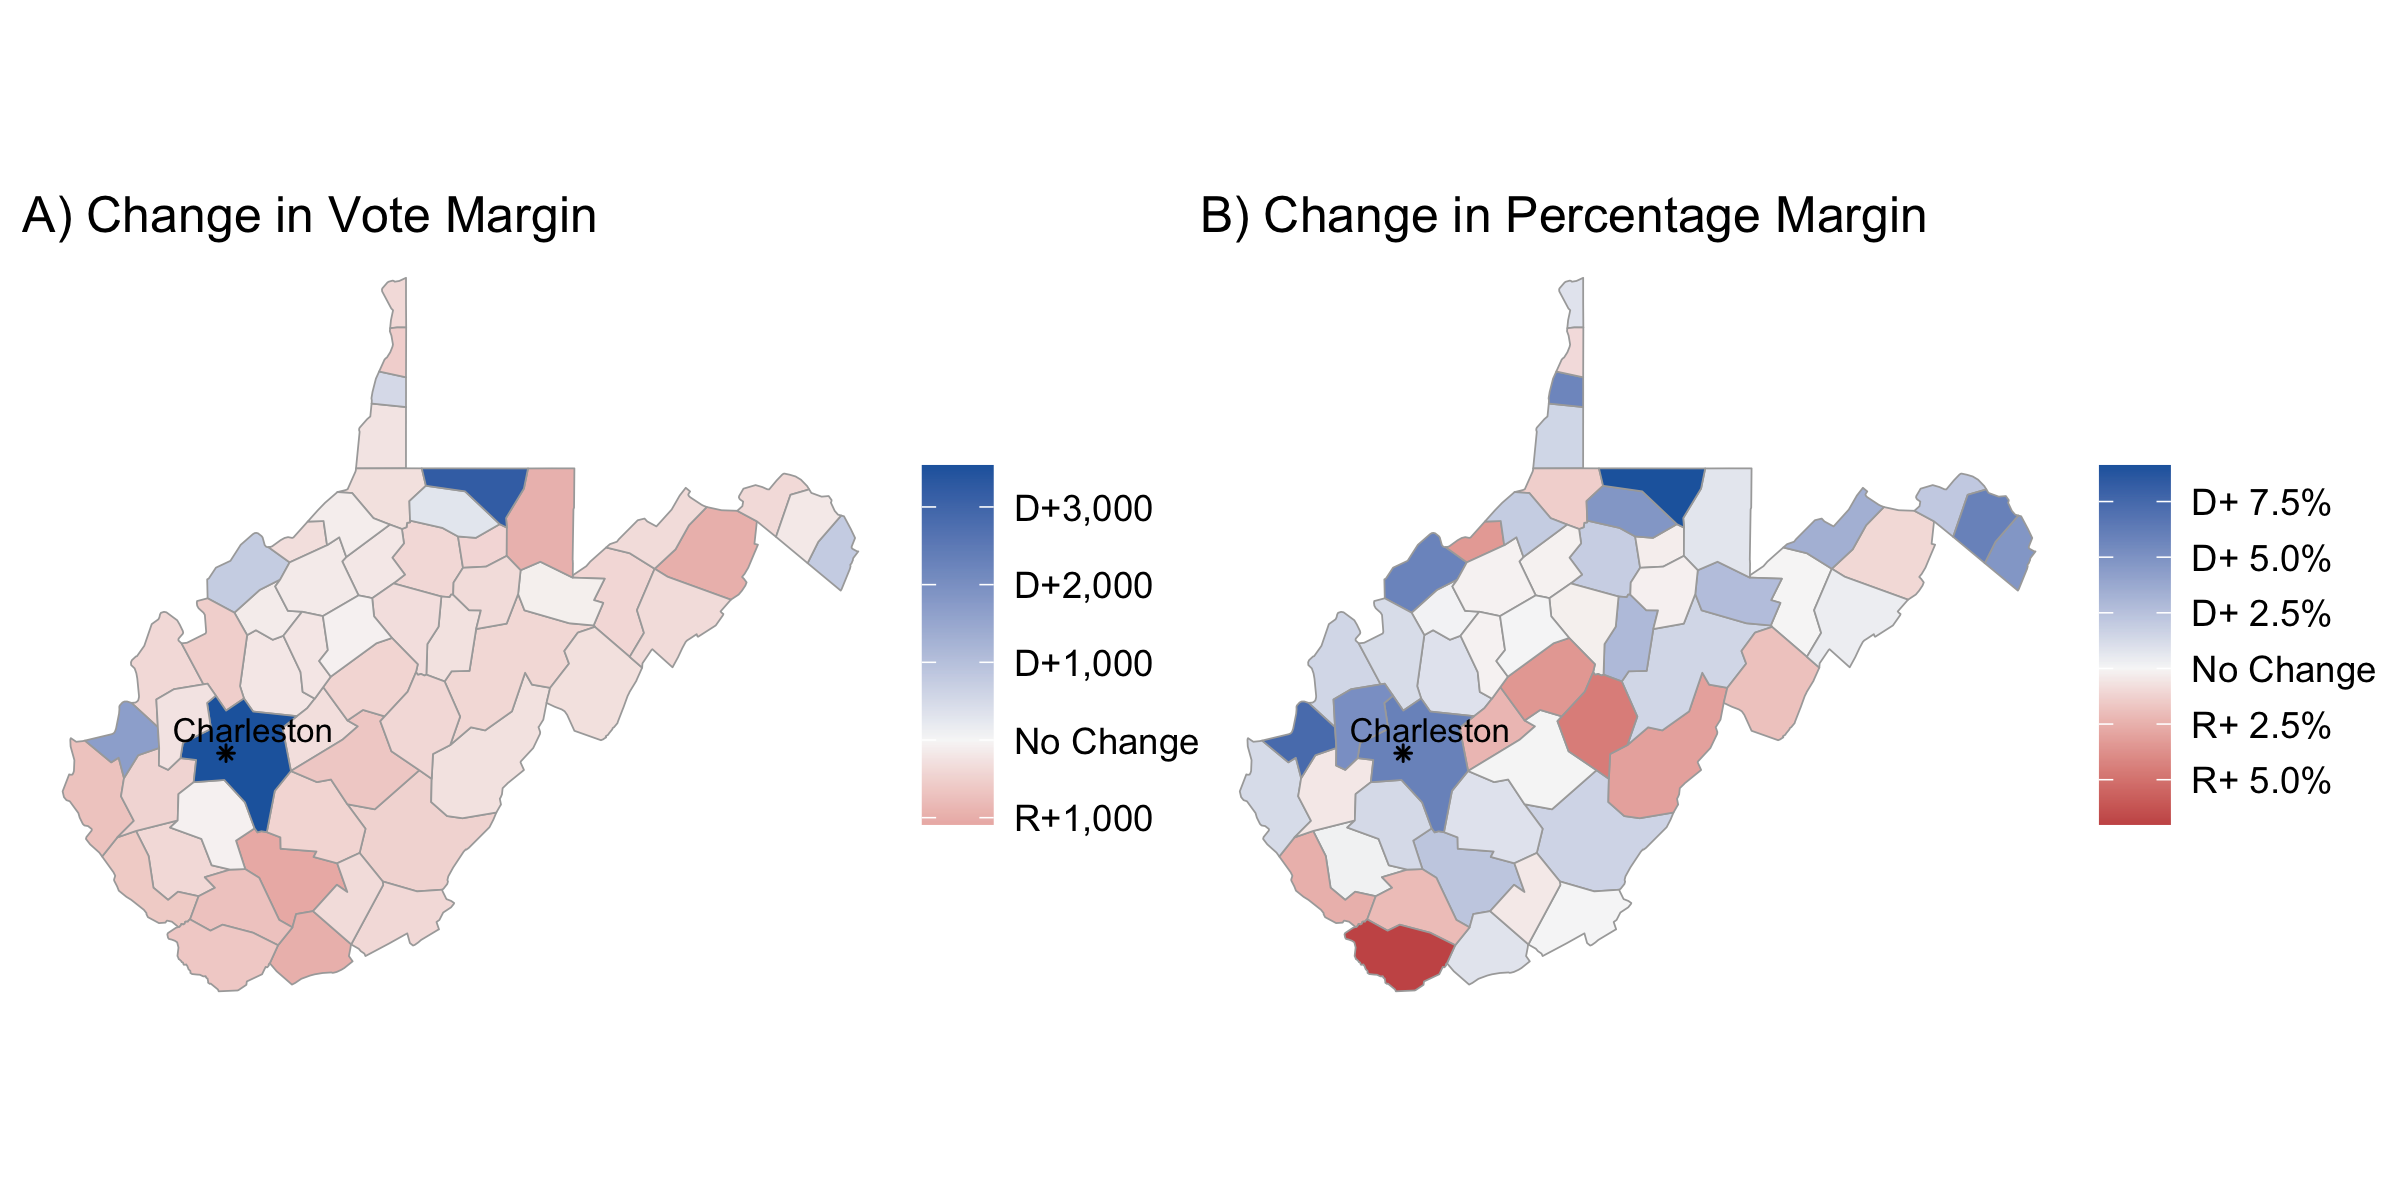 A) Change in Vote Margin
Charleston
D+3,000
D+2,000
D+1,000
No Change
R+1,000
B) Change in Percentage Margin
Charleston
D+ 7.5%
D+ 5.0%
D+ 2.5%
No Change
R+ 2.5%
R+ 5.0%